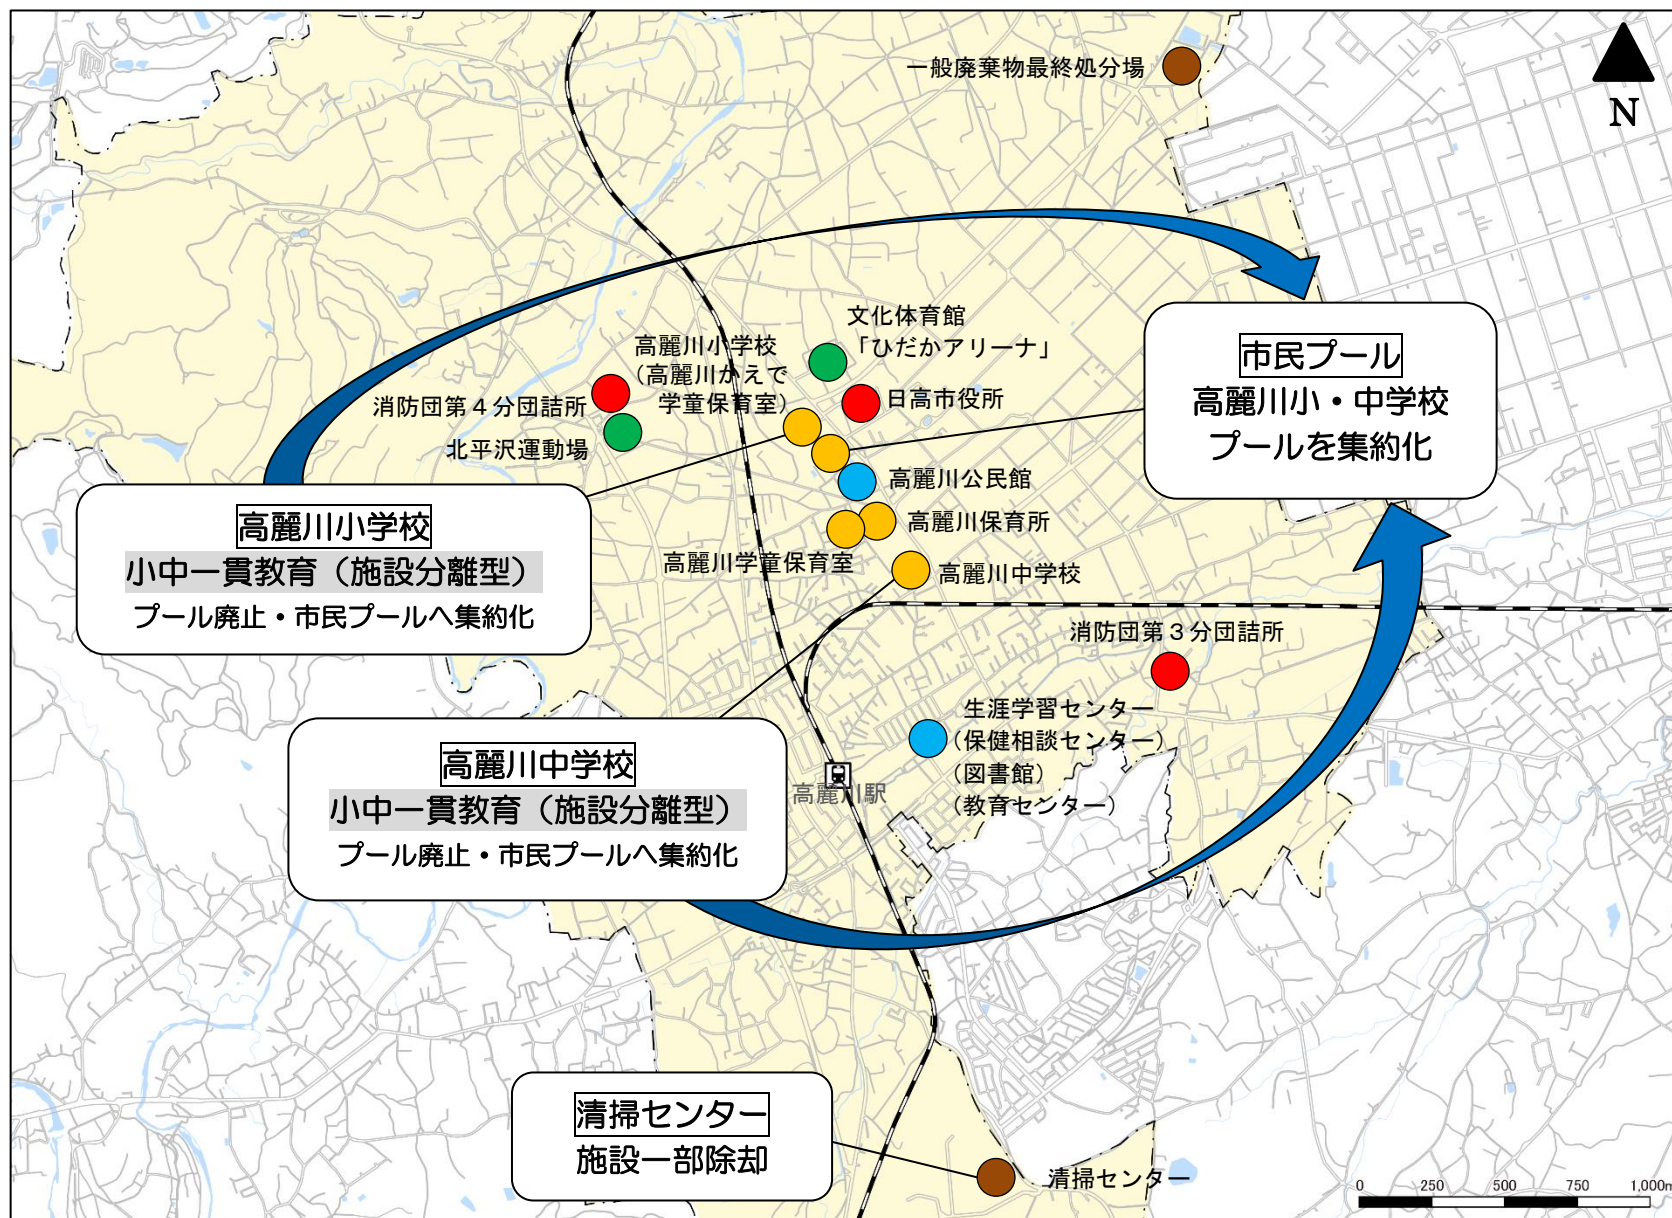 一般廃棄物最終処分場
N
文化体育館
「ひだかアリーナ」
高麗川小学校
（高麗川かえで
学童保育室）
消防団第４分団詰所
北平沢運動場
日高市役所
市民プール
高麗川小・中学校
プールを集約化
高麗川公民館
高麗川保育所
高麗川学童保育室
高麗川中学校
高麗川小学校
小中一貫教育（施設分離型）
プール廃止・市民プールへ集約化
消防団第３分団詰所
生涯学習センター
（保健相談センター）
（図書館）
（教育センター）
高麗川駅
高麗川中学校
小中一貫教育（施設分離型）
プール廃止・市民プールへ集約化
清掃センター
施設一部除却
清掃センター
0 250 500 750 1,000m